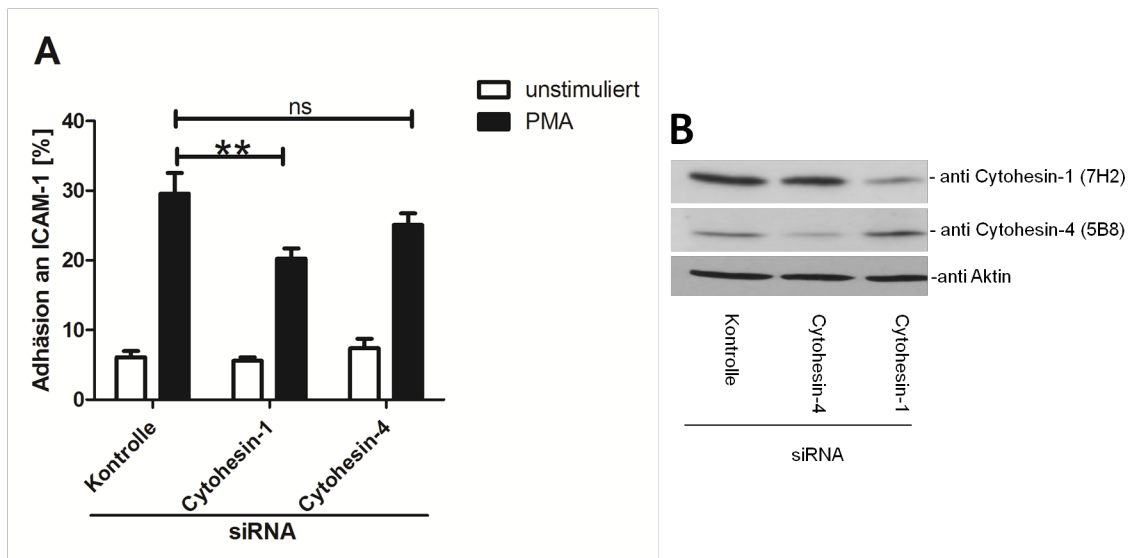 A
unstimuliert
PMA
ns
**
Adhäsion an ICAM-1 [%]
40
30
20
10
0
Kontrolle
Cytohesin-1
Cytohesin-4
siRNA
B
- anti Cytohesin-1 (7H2)
- anti Cytohesin-4 (5B8)
-anti Aktin
Kontrolle
Cytohesin-4
Cytohesin-1
siRNA